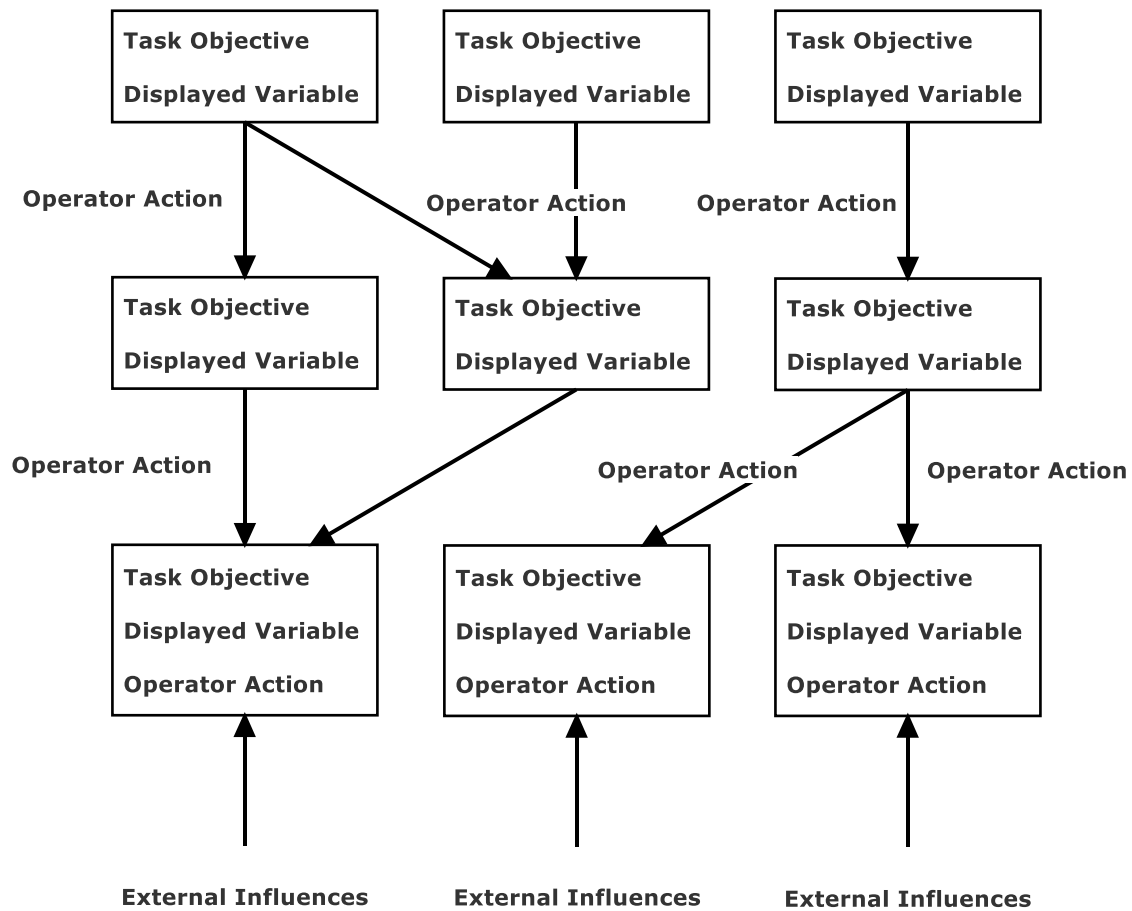 Task Objective
Displayed Variable
Task Objective
Displayed Variable
Task Objective
Displayed Variable
Operator Action
Operator Action
Operator Action
Task Objective
Displayed Variable
Task Objective
Displayed Variable
Task Objective
Displayed Variable
Operator Action
Operator Action
Operator Action
Task Objective
Displayed Variable
Operator Action
Task Objective
Displayed Variable
Operator Action
Task Objective
Displayed Variable
Operator Action
External Influences
External Influences
External Influences